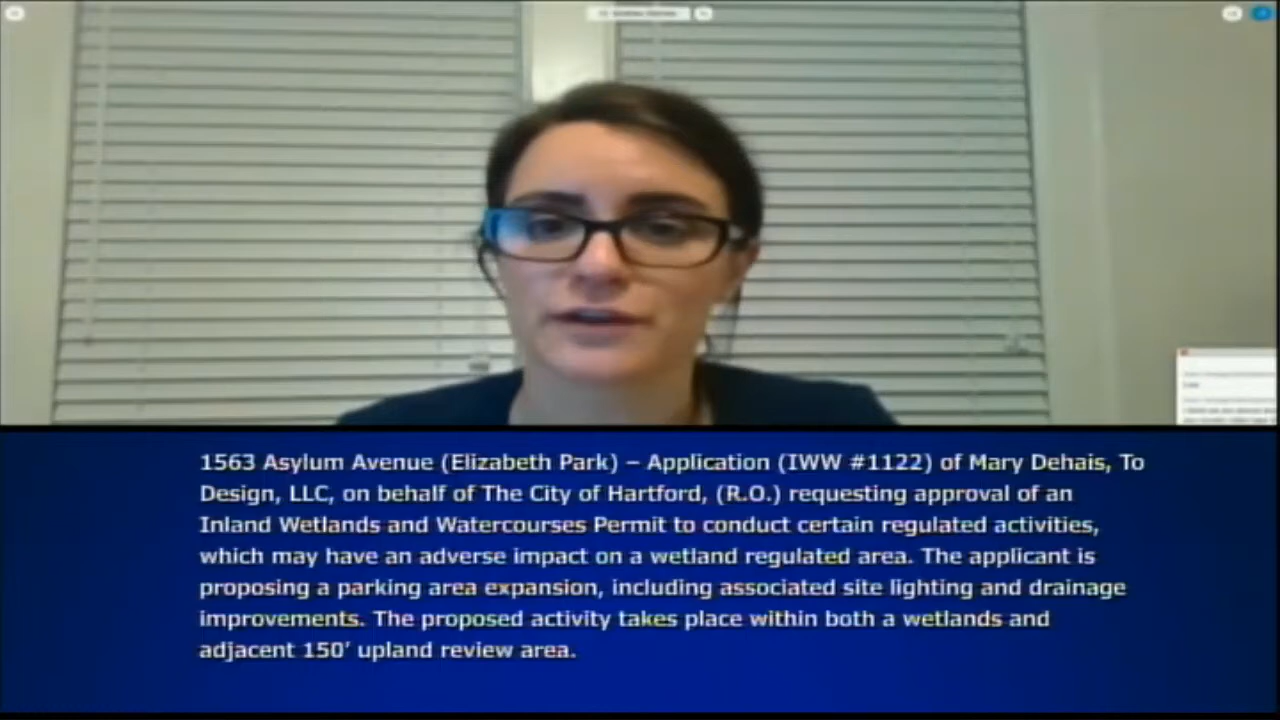 1563 Asylum Avenue (Elizabeth Park) – Application (IWW #1122) of Mary Dehais, To
Design, LLC, on behalf of The City of Hartford, (R.O.) requesting approval of an
Inland Wetlands and Watercourses Permit to conduct certain regulated activities,
which may have an adverse impact on a wetland regulated area. The applicant is
proposing a parking area expansion, including associated site lighting and drainage
improvements. The proposed activity takes place within both a wetlands and
adjacent 150’ upland review area.